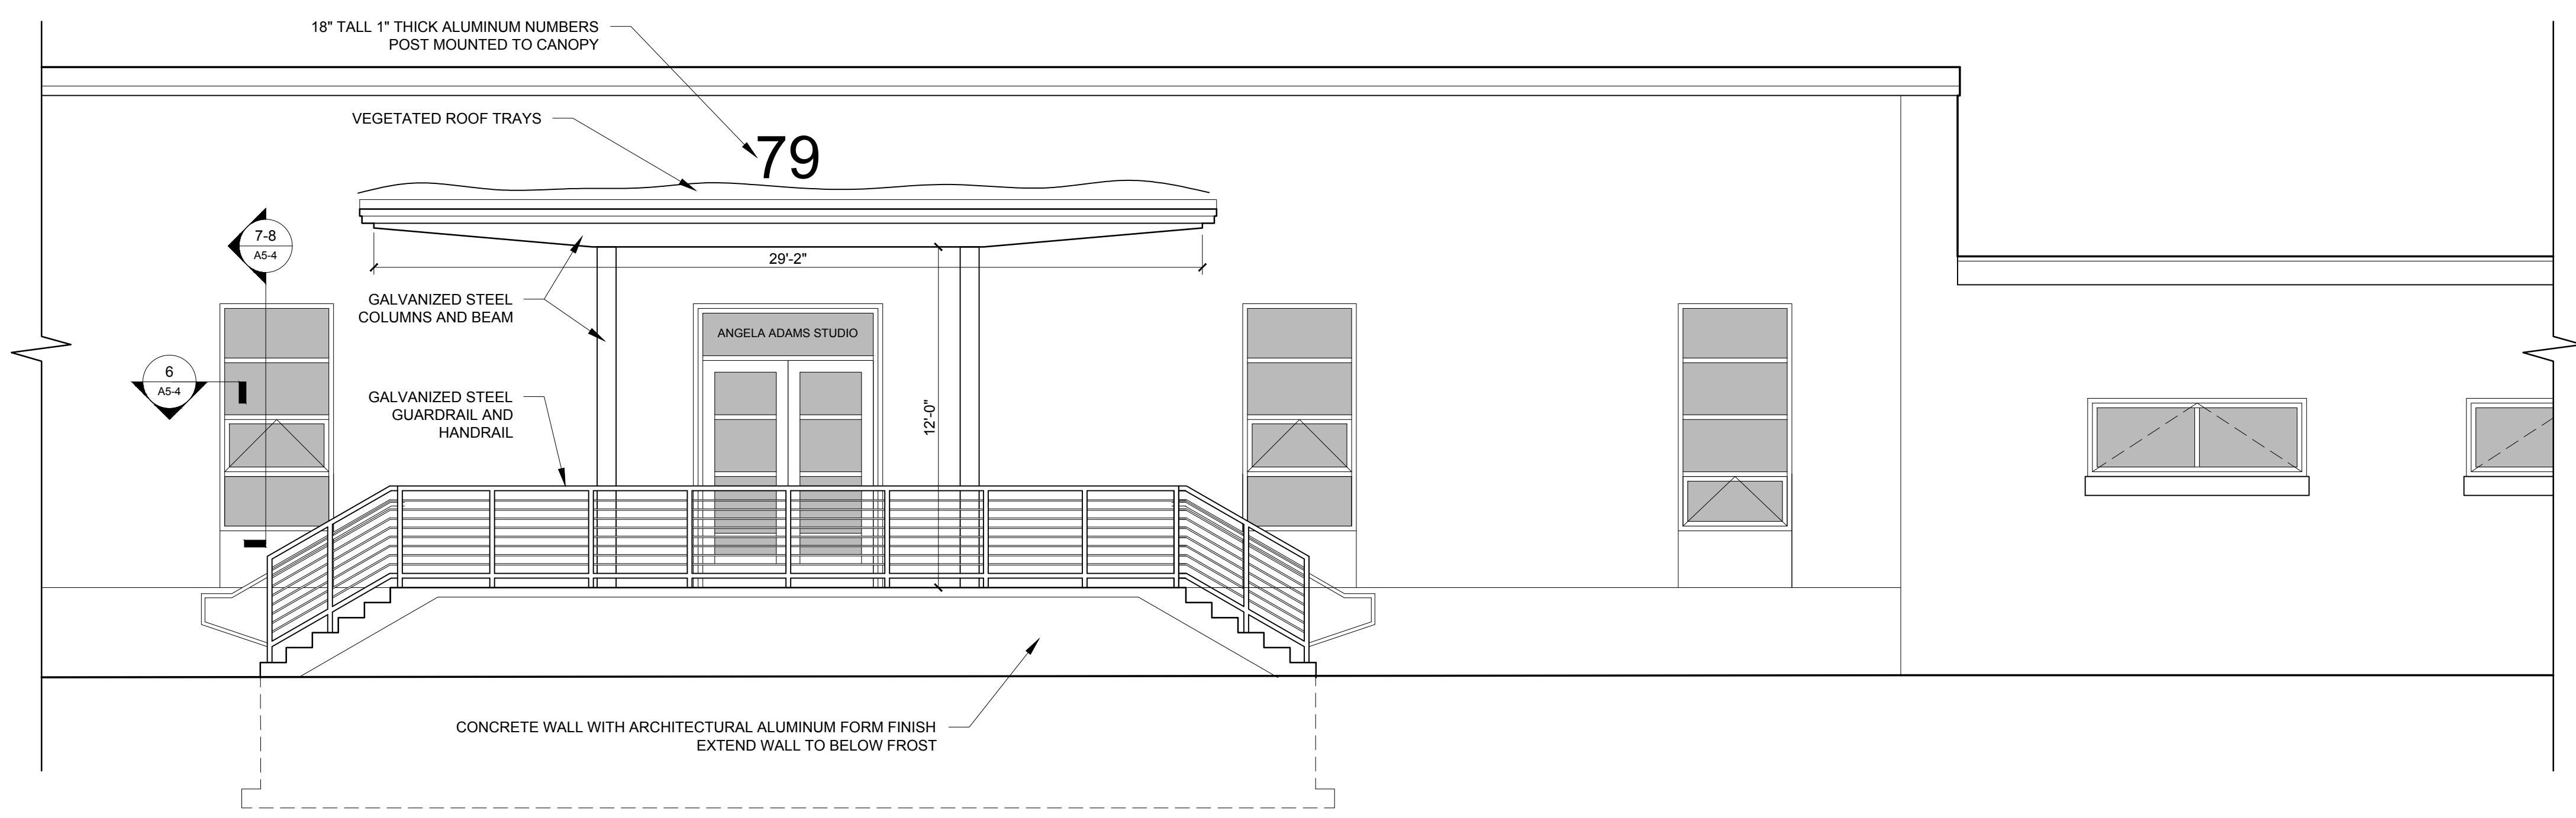 18" TALL 1" THICK ALUMINUM NUMBERS
POST MOUNTED TO CANOPY
VEGETATED ROOF TRAYS
79
7-8
A5-4
29'-2"
GALVANIZED STEEL
COLUMNS AND BEAM
ANGELA ADAMS STUDIO
6
A5-4
GALVANIZED STEEL
GUARDRAIL AND
HANDRAIL
12'-0"
CONCRETE WALL WITH ARCHITECTURAL ALUMINUM FORM FINISH
EXTEND WALL TO BELOW FROST